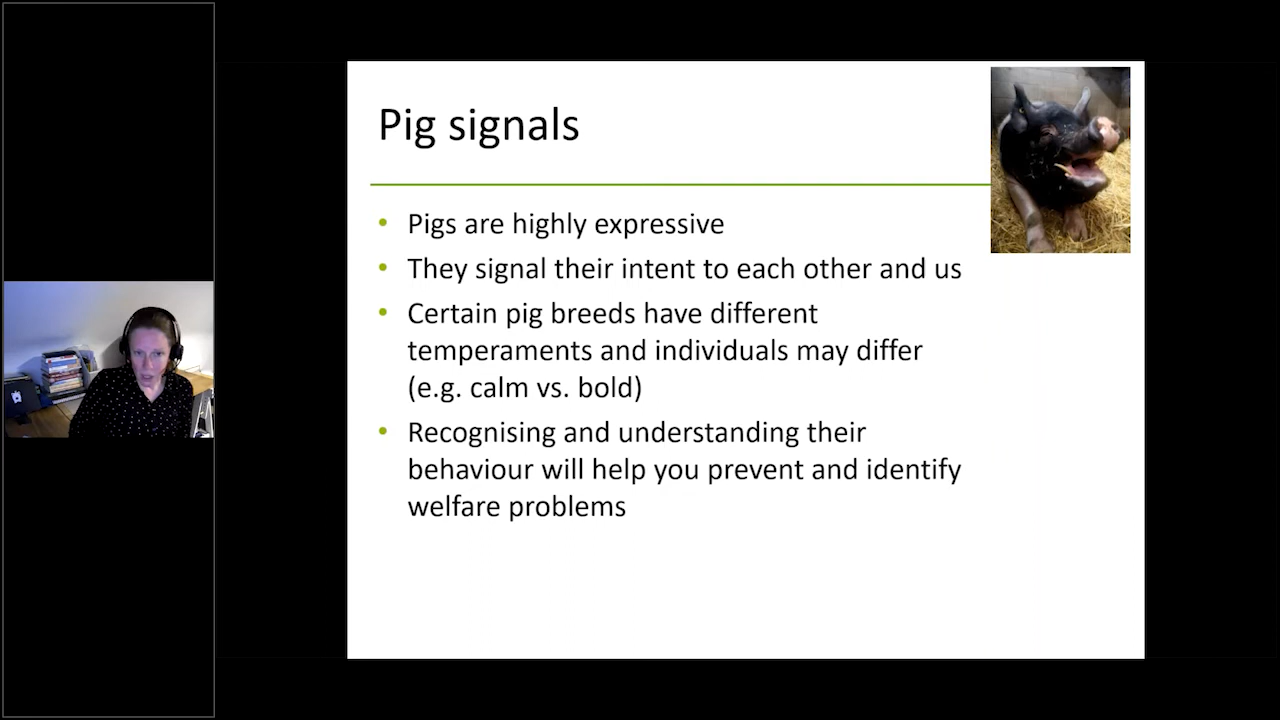 Pig signals
• Pigs are highly expressive
• They signal their intent to each other and us
• Certain pig breeds have different
temperaments and individuals may differ
(e.g. calm vs. bold)
• Recognising and understanding their
behaviour will help you prevent and identify
welfare problems